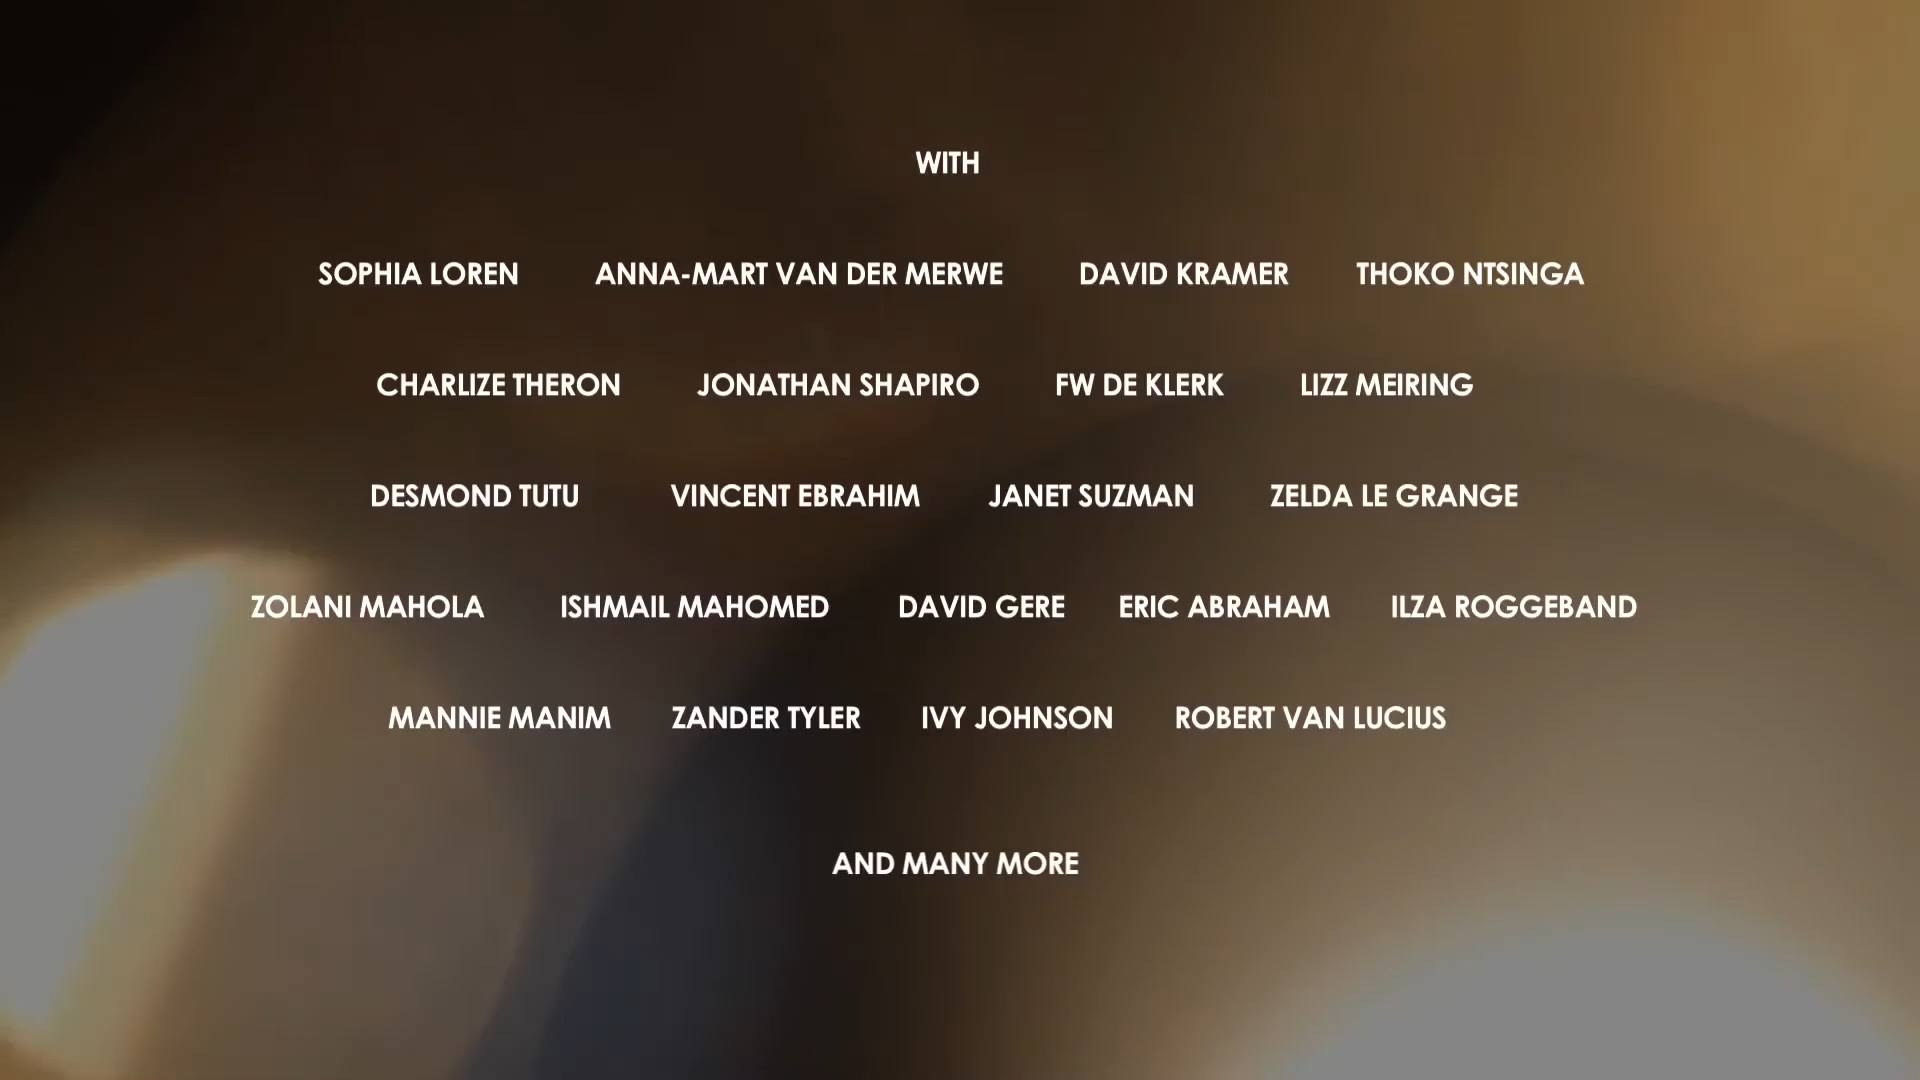 WITH
SOPHIA LOREN ANNA-MART VAN DER MERWE DAVID KRAMER THOKO NTSINGA
CHARLIZE THERON JONATHAN SHAPIRO FW DE KLERK LIZZ MEIRING
DESMOND TUTU VINCENT EBRAHIM JANET SUZMAN ZELDA LE GRANGE
ZOLANI MAHOLA ISHMAIL MAHOMED DAVID GERE ERIC ABRAHAM ILZA ROGGEBAND
MANNIE MANIM ZANDER TYLER IVY JOHNSON ROBERT VAN LUCIUS
AND MANY MORE